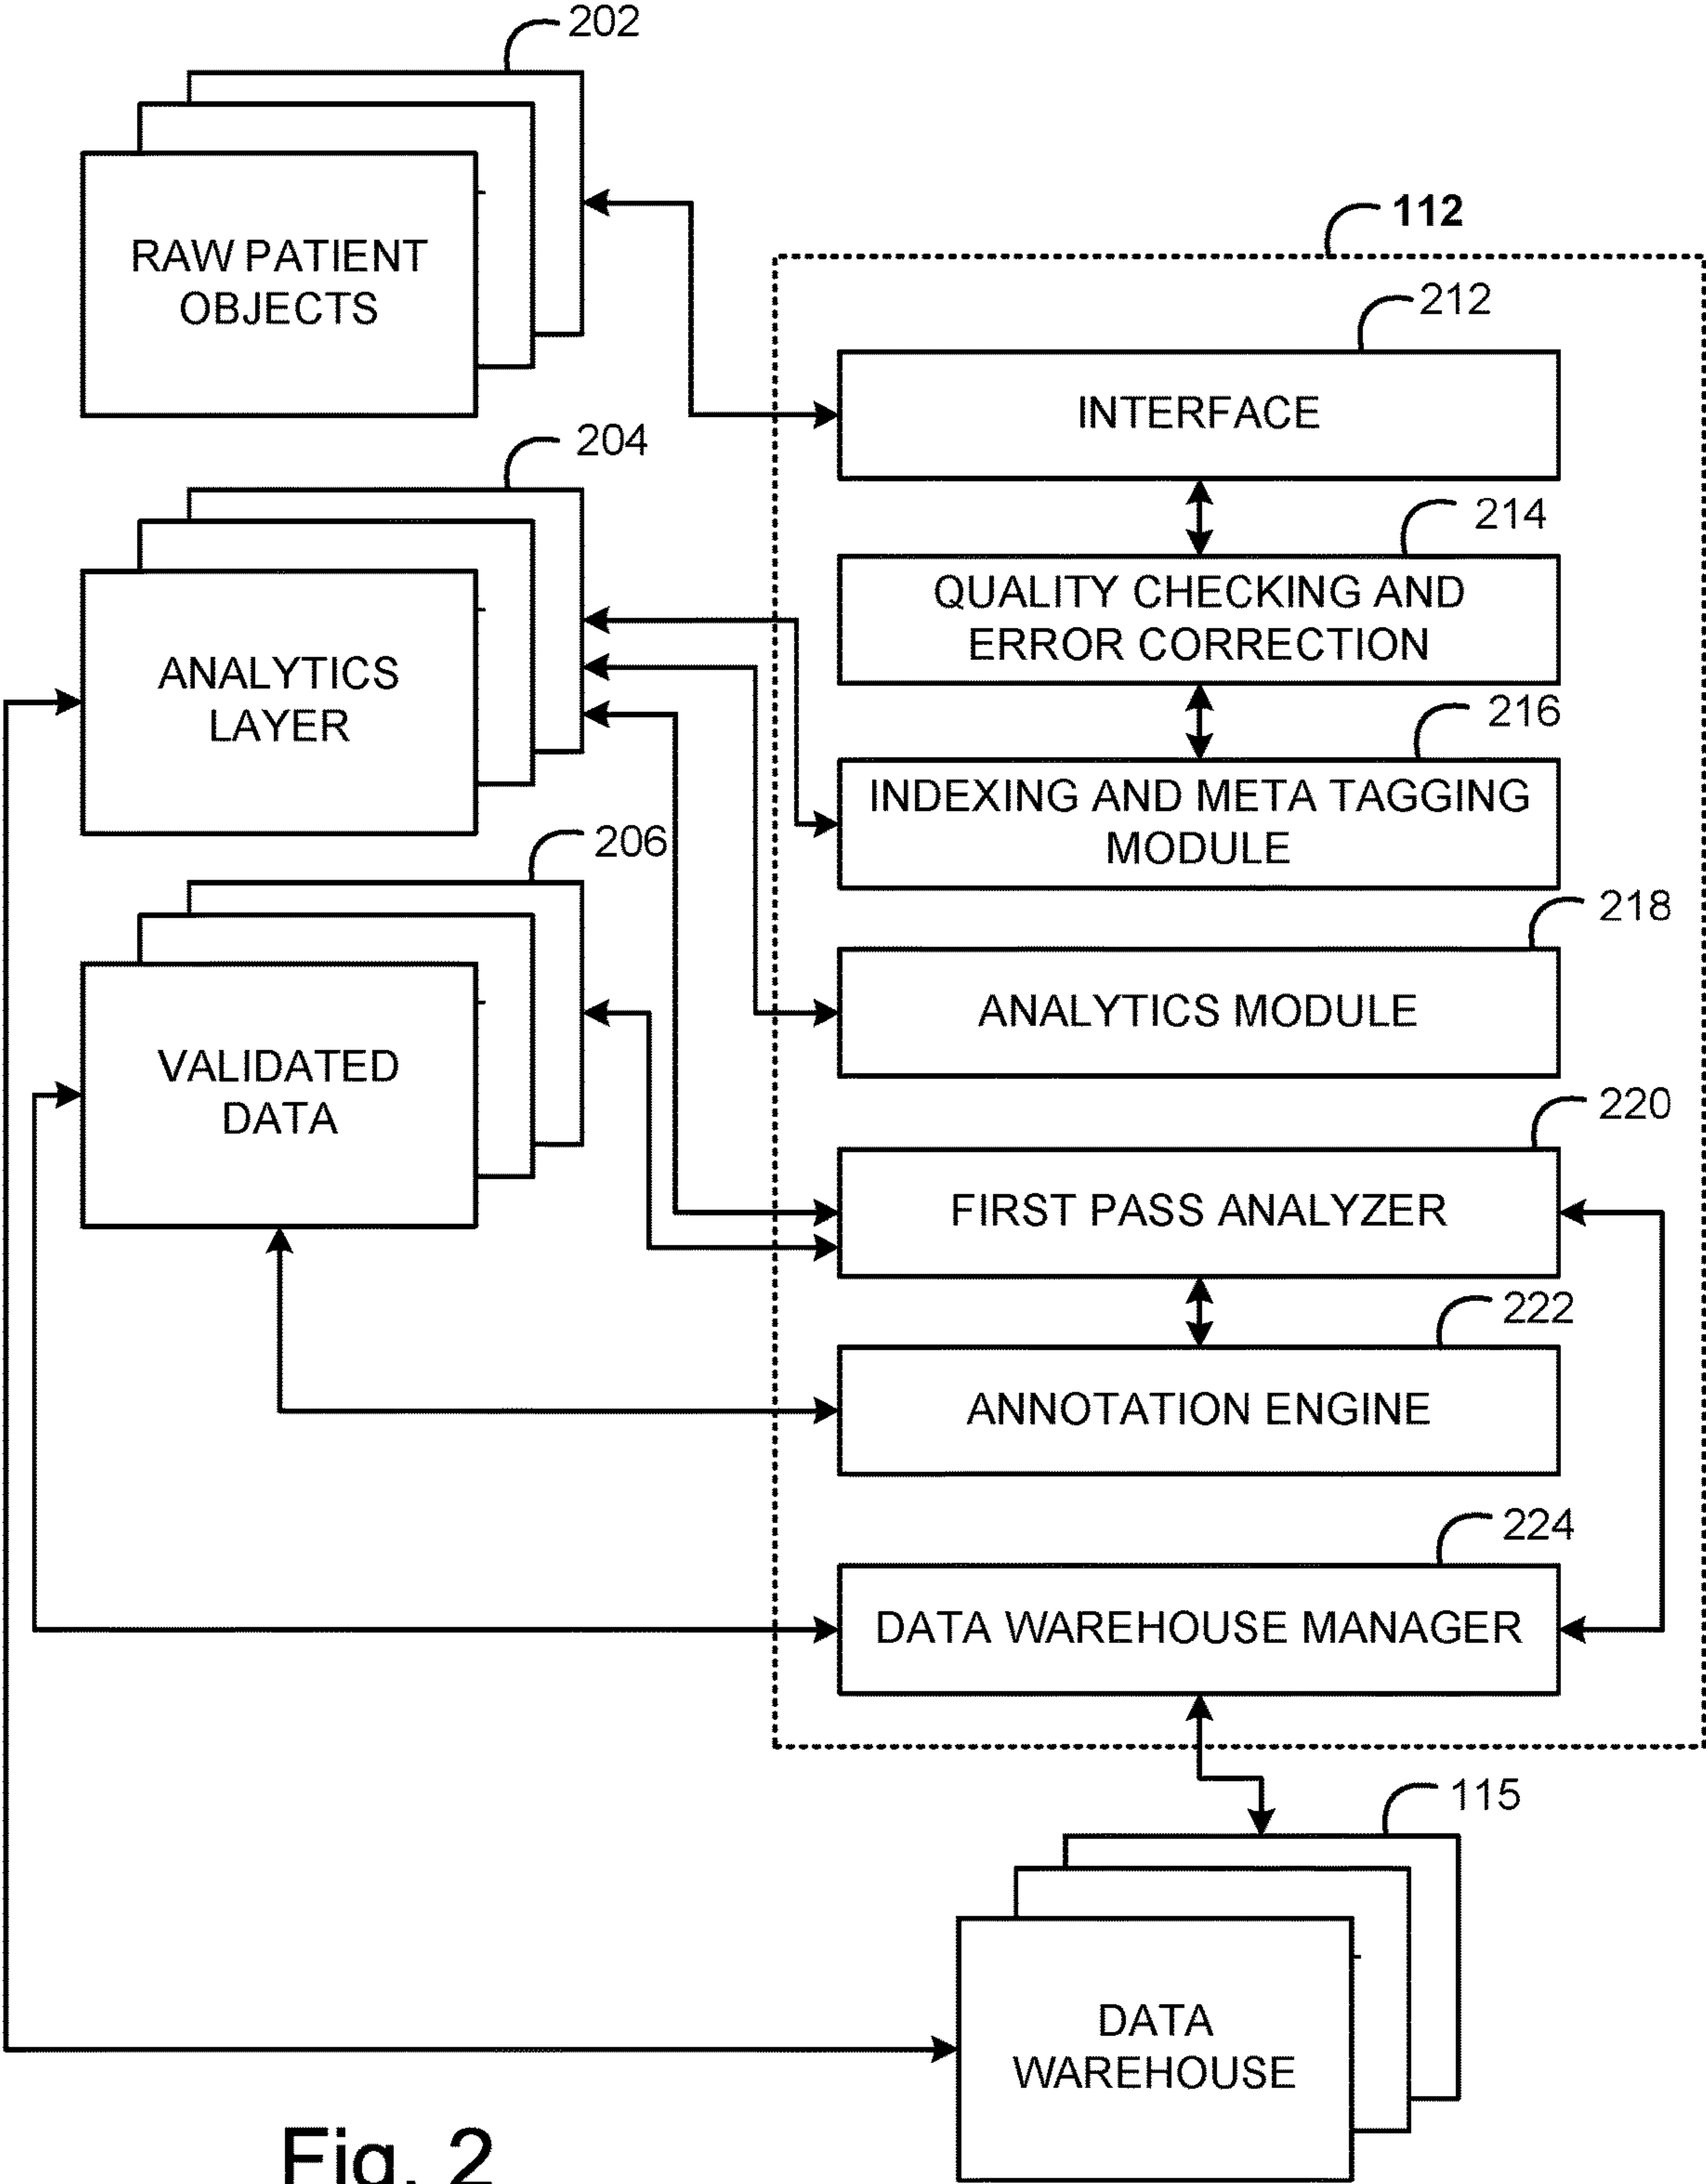 202
RAW PATIENT
OBJECTS
112
212
INTERFACE
204
214
QUALITY CHECKING AND
ERROR CORRECTION
ANALYTICS
LAYER
216
INDEXING AND META TAGGING
MODULE
206
218
ANALYTICS MODULE
VALIDATED
DATA
220
FIRST PASS ANALYZER
222
ANNOTATION ENGINE
224
DATA WAREHOUSE MANAGER
115
DATA
WAREHOUSE
Fig. 2